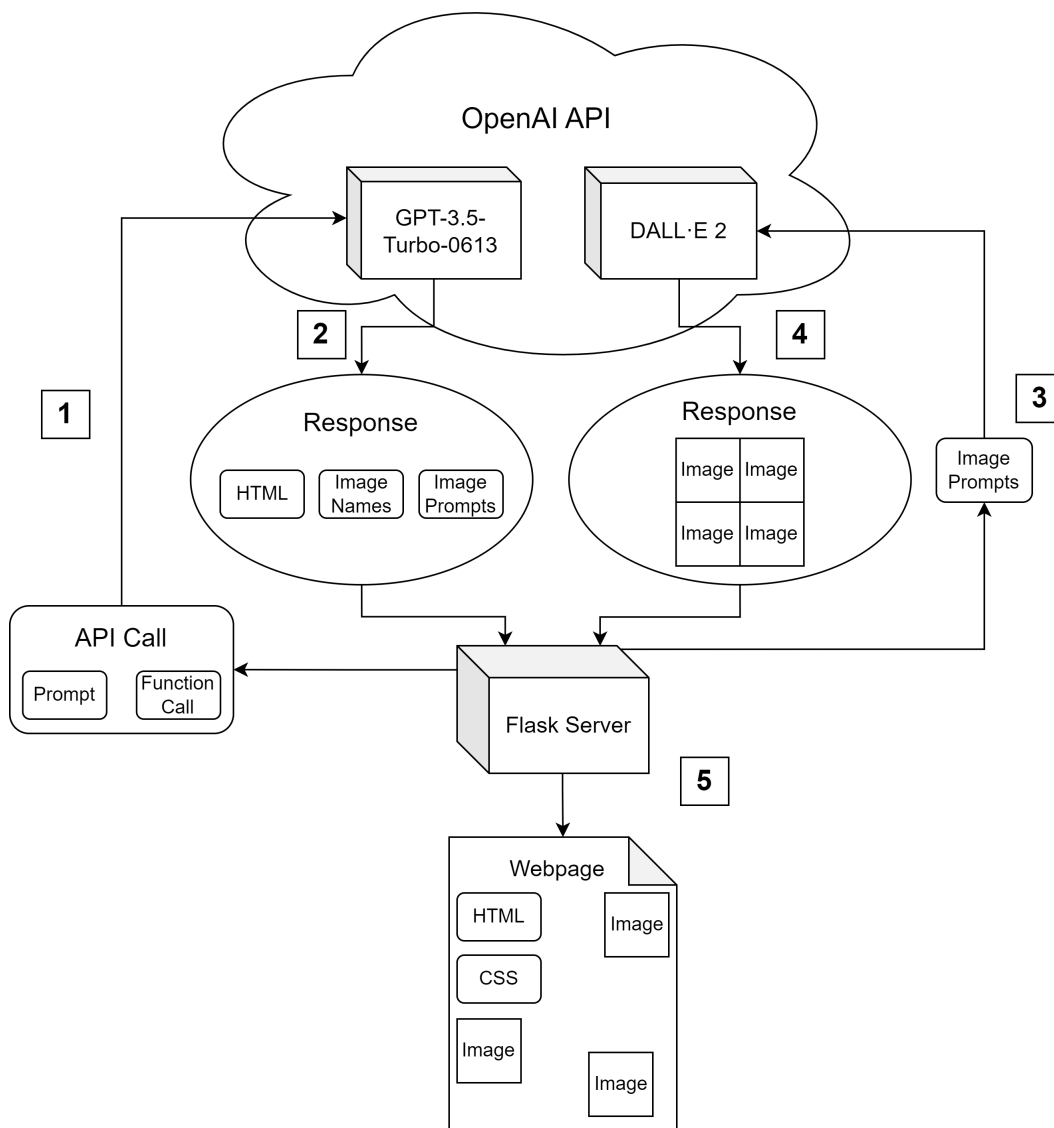 OpenAI API
GPT-3.5-
Turbo-0613
DALL·E 2
2
4
1
3
Response
HTML
Image
Names
Image
Prompts
Response
Image
Image
Image
Image
Image
Prompts
API Call
Prompt
Function
Call
Flask Server
5
Webpage
HTML
Image
CSS
Image
Image